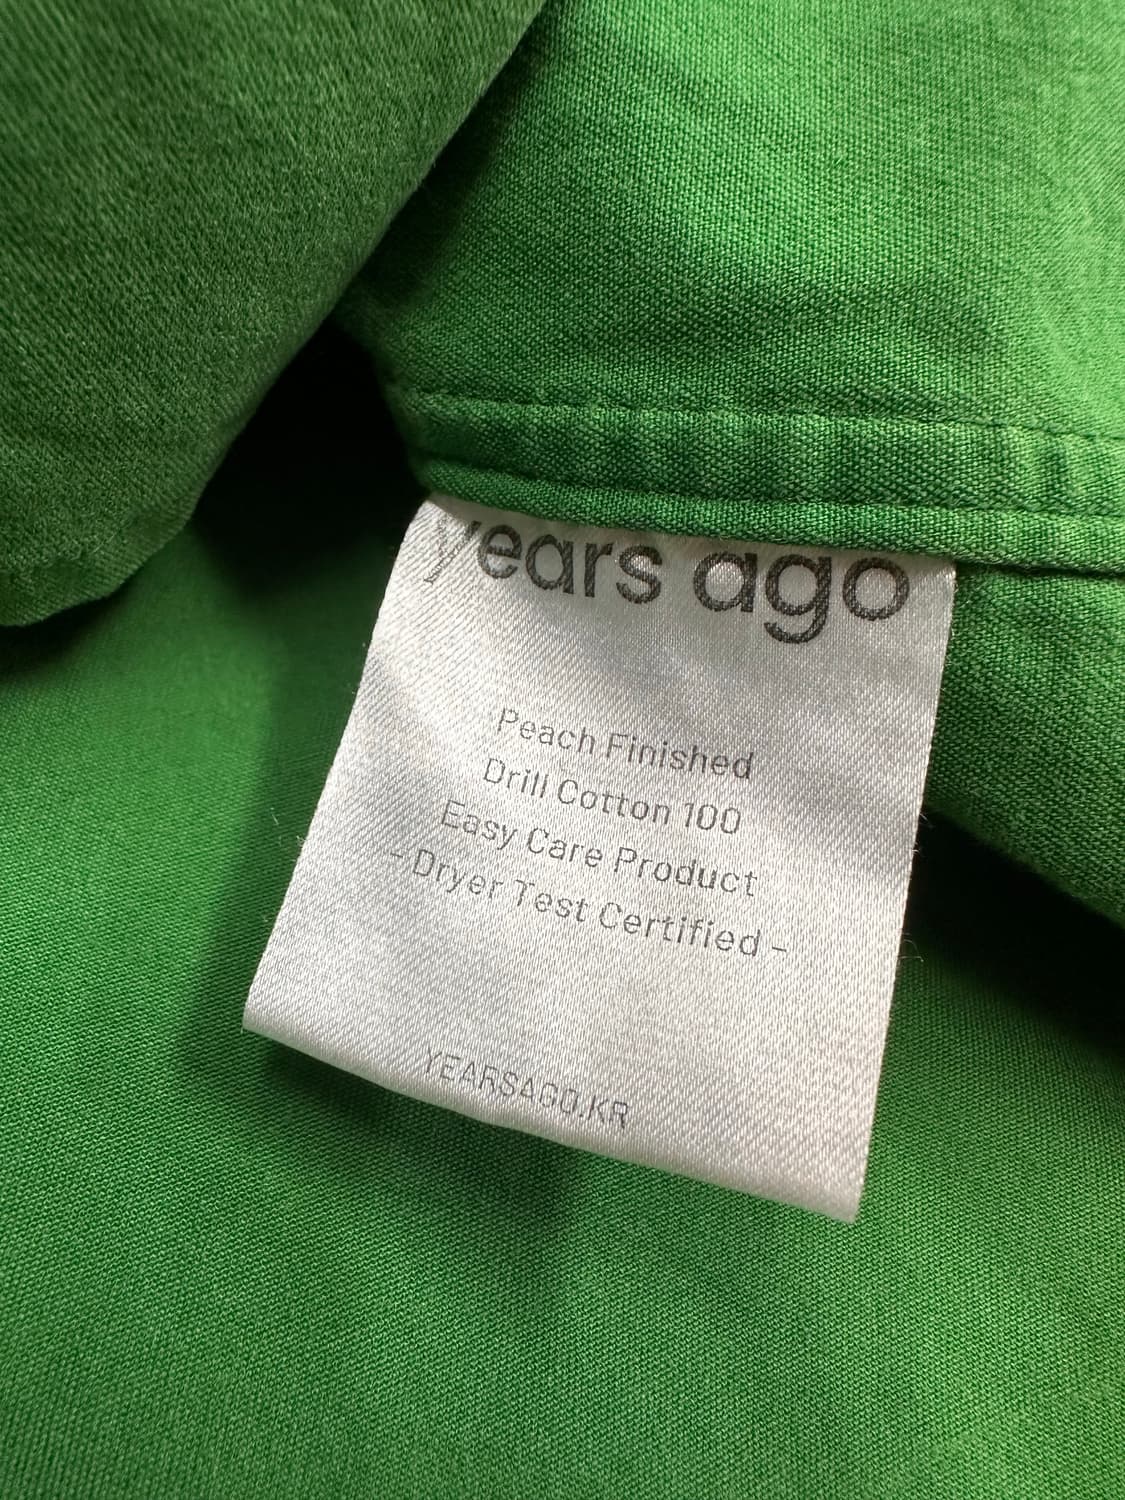 years ago
Peach Finished
Drill Cotton 100
Easy Care Product
- Dryer Test Certified -
YEARSAGO.KR